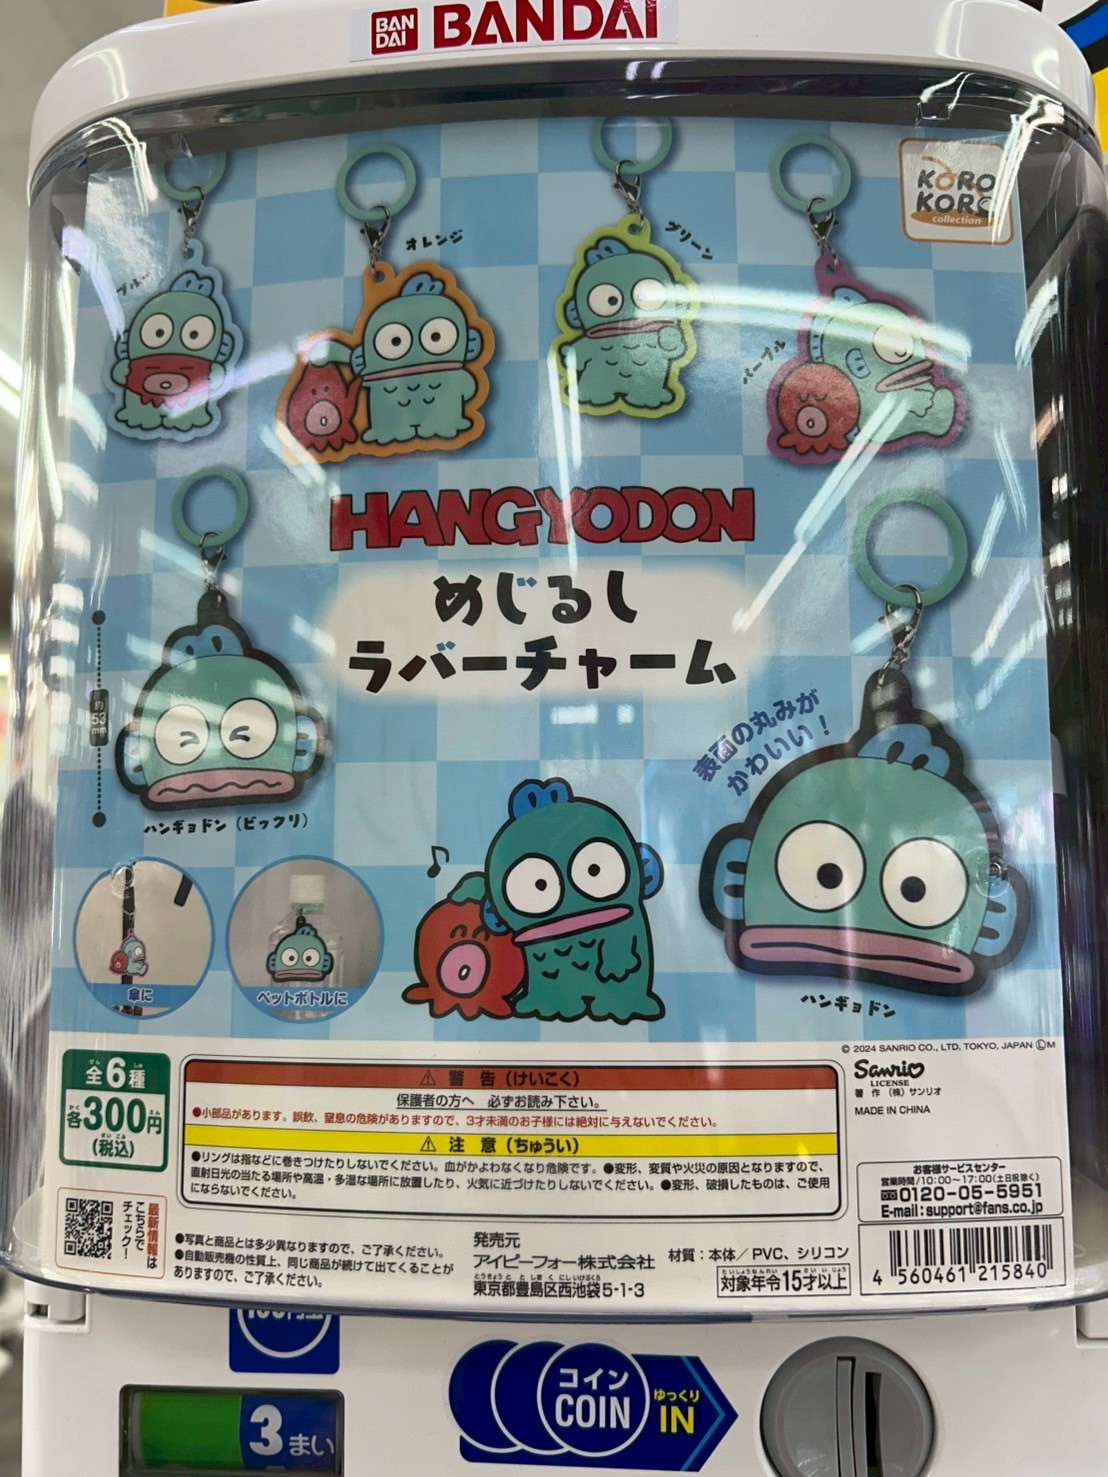 BAN DAI BANDAI
KORO
KORO
collection
ブルー
オレンジ
グリーン
パープル
HANGYODON
めじるし
ラバーチャーム
約
53
mm
表面の丸みが
かわいい!
ハンギョドン(ビックリ)
ハンギョドン
傘に
ペットボトルに
© 2024 SANRIO CO., LTD. TOKYO, JAPAN Ⓛ M
Sanrio
LICENSE
著 作 (株) サンリオ
MADE IN CHINA
全6種
各300円
(税込)
⚠ 警 告 (けいこく)
保護者の方へ 必ずお読み下さい。
●小部品があります。誤飲、窒息の危険がありますので、3才未満のお子様には絶対に与えないでください。
⚠ 注 意 (ちゅうい)
●リングは指などに巻きつけたりしないでください。血がかよわなくなり危険です。●変形、変質や火災の原因となりますので、
直射日光の当たる場所や高温・多湿な場所に放置したり、火気に近づけたりしないでください。●変形、破損したものは、ご使用
にならないでください。
お客様サービスセンター
営業時間/10:00〜17:00(土日祝除く)
0120-05-5951
E-mail : support@fans.co.jp
最新情報は
こちらで
チェック!
●写真と商品とは多少異なりますので、ご了承ください。
●自動販売機の性質上、同じ商品が続けて出てくることが
ありますので、ご了承ください。
発売元
アイピーフォー株式会社
東京都豊島区西池袋5-1-3
材質:本体/PVC、シリコン
対象年令15才以上
4 560461 215840
3まい
コイン
COIN
ゆっくり
IN